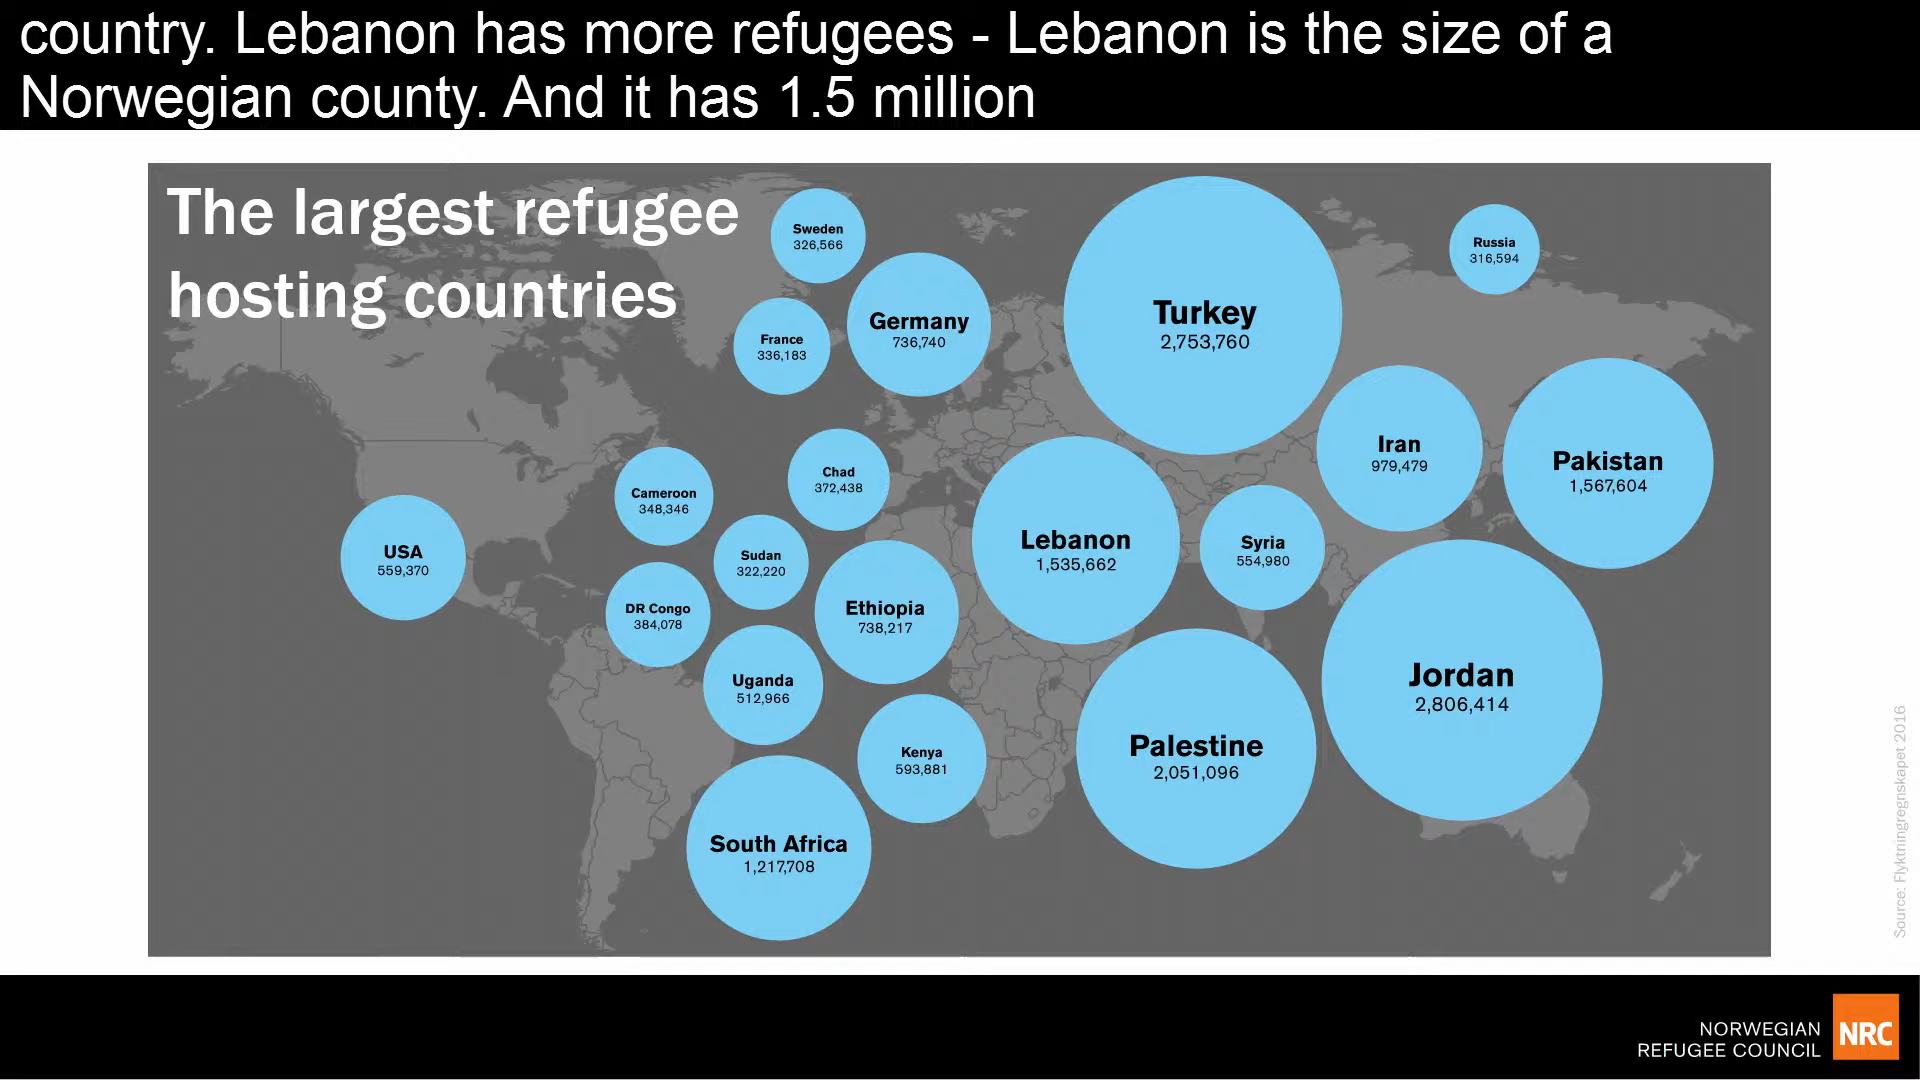 country. Lebanon has more refugees - Lebanon is the size of a
Norwegian county. And it has 1.5 million
The largest refugee
hosting countries
Sweden
326,566
Russia
316,594
Turkey
2,753,760
Germany
736,740
France
336,183
Iran
979,479
Pakistan
1,567,604
Chad
372,438
Cameroon
348,346
USA
559,370
Sudan
322,220
Lebanon
1,535,662
Syria
554,980
DR Congo
384,078
Ethiopia
738,217
Uganda
512,966
Jordan
2,806,414
Kenya
593,881
Palestine
2,051,096
South Africa
1,217,708
Source: Flyktningregnskapet 2016
NORWEGIAN
REFUGEE COUNCIL
NRC